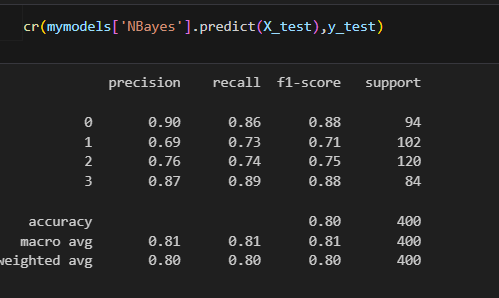 cr(mymodels['NBayes'].predict(X_test),y_test)
precision recall f1-score support
0 0.90 0.86 0.88 94
1 0.69 0.73 0.71 102
2 0.76 0.74 0.75 120
3 0.87 0.89 0.88 84
accuracy 0.80 400
macro avg 0.81 0.81 0.81 400
weighted avg 0.80 0.80 0.80 400